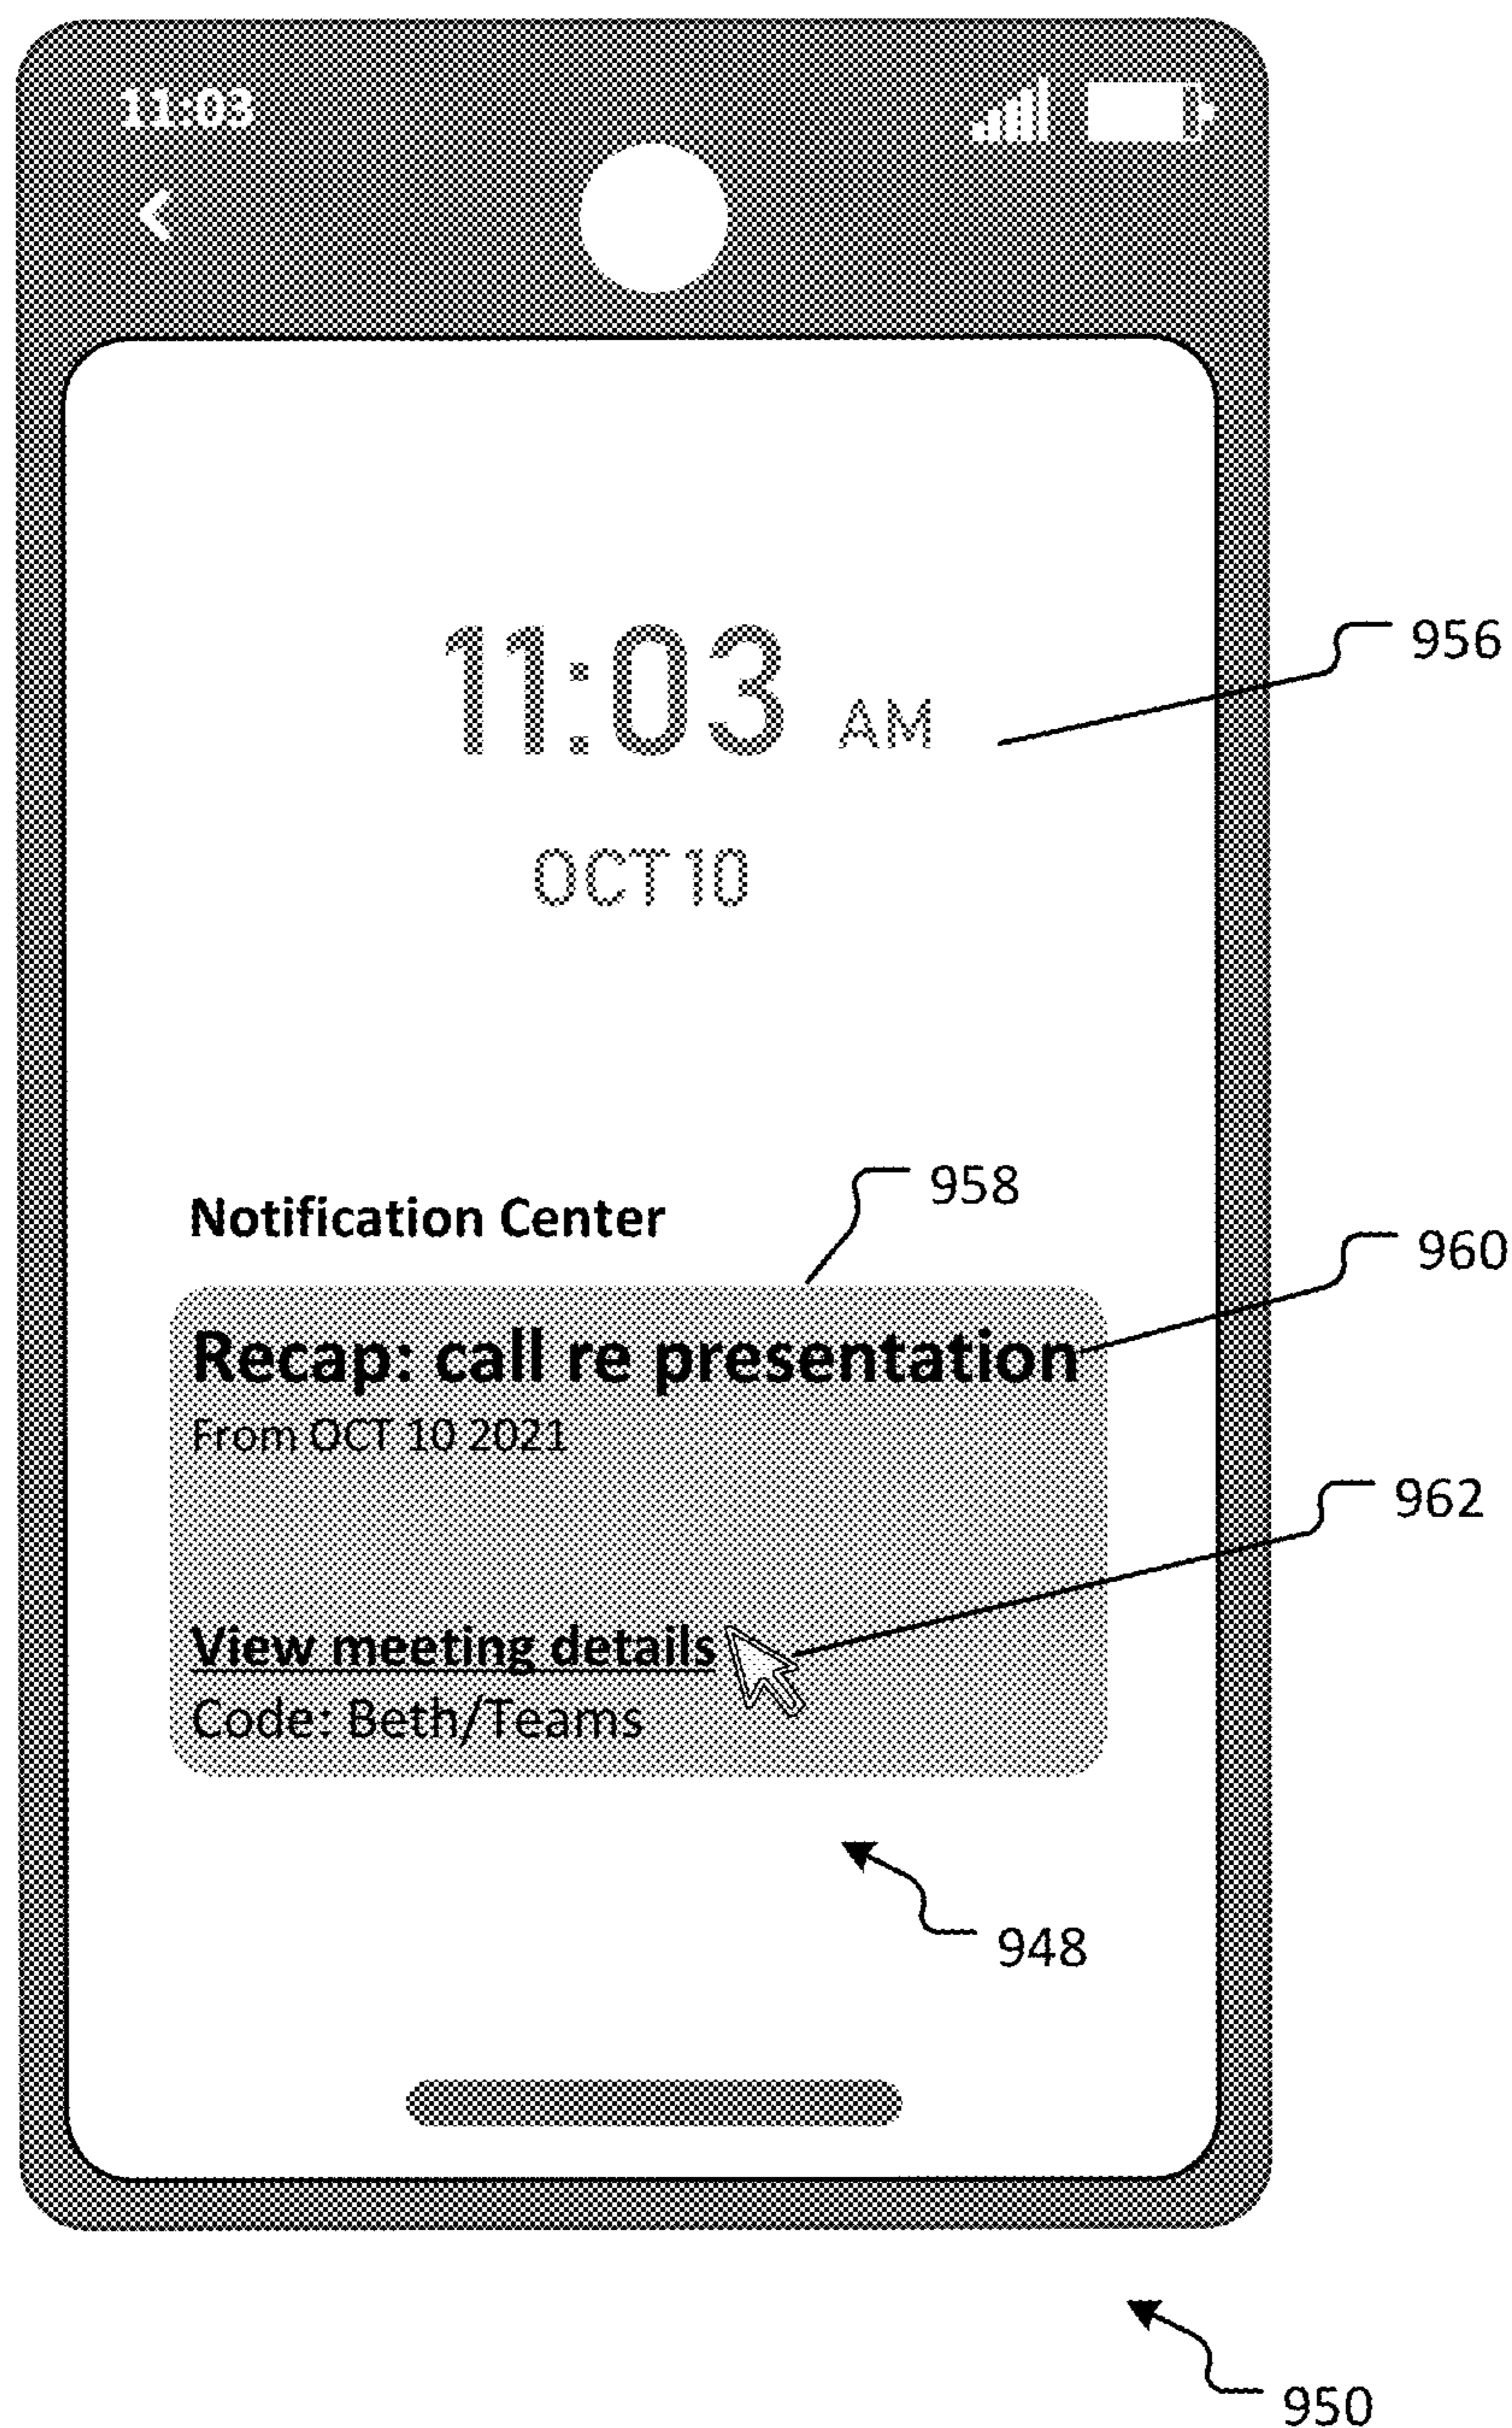 11:03
11:03 AM
956
OCT 10
958
Notification Center
960
Recap: call re presentation
From OCT 10 2021
962
View meeting details
Code: Beth/Teams
948
950